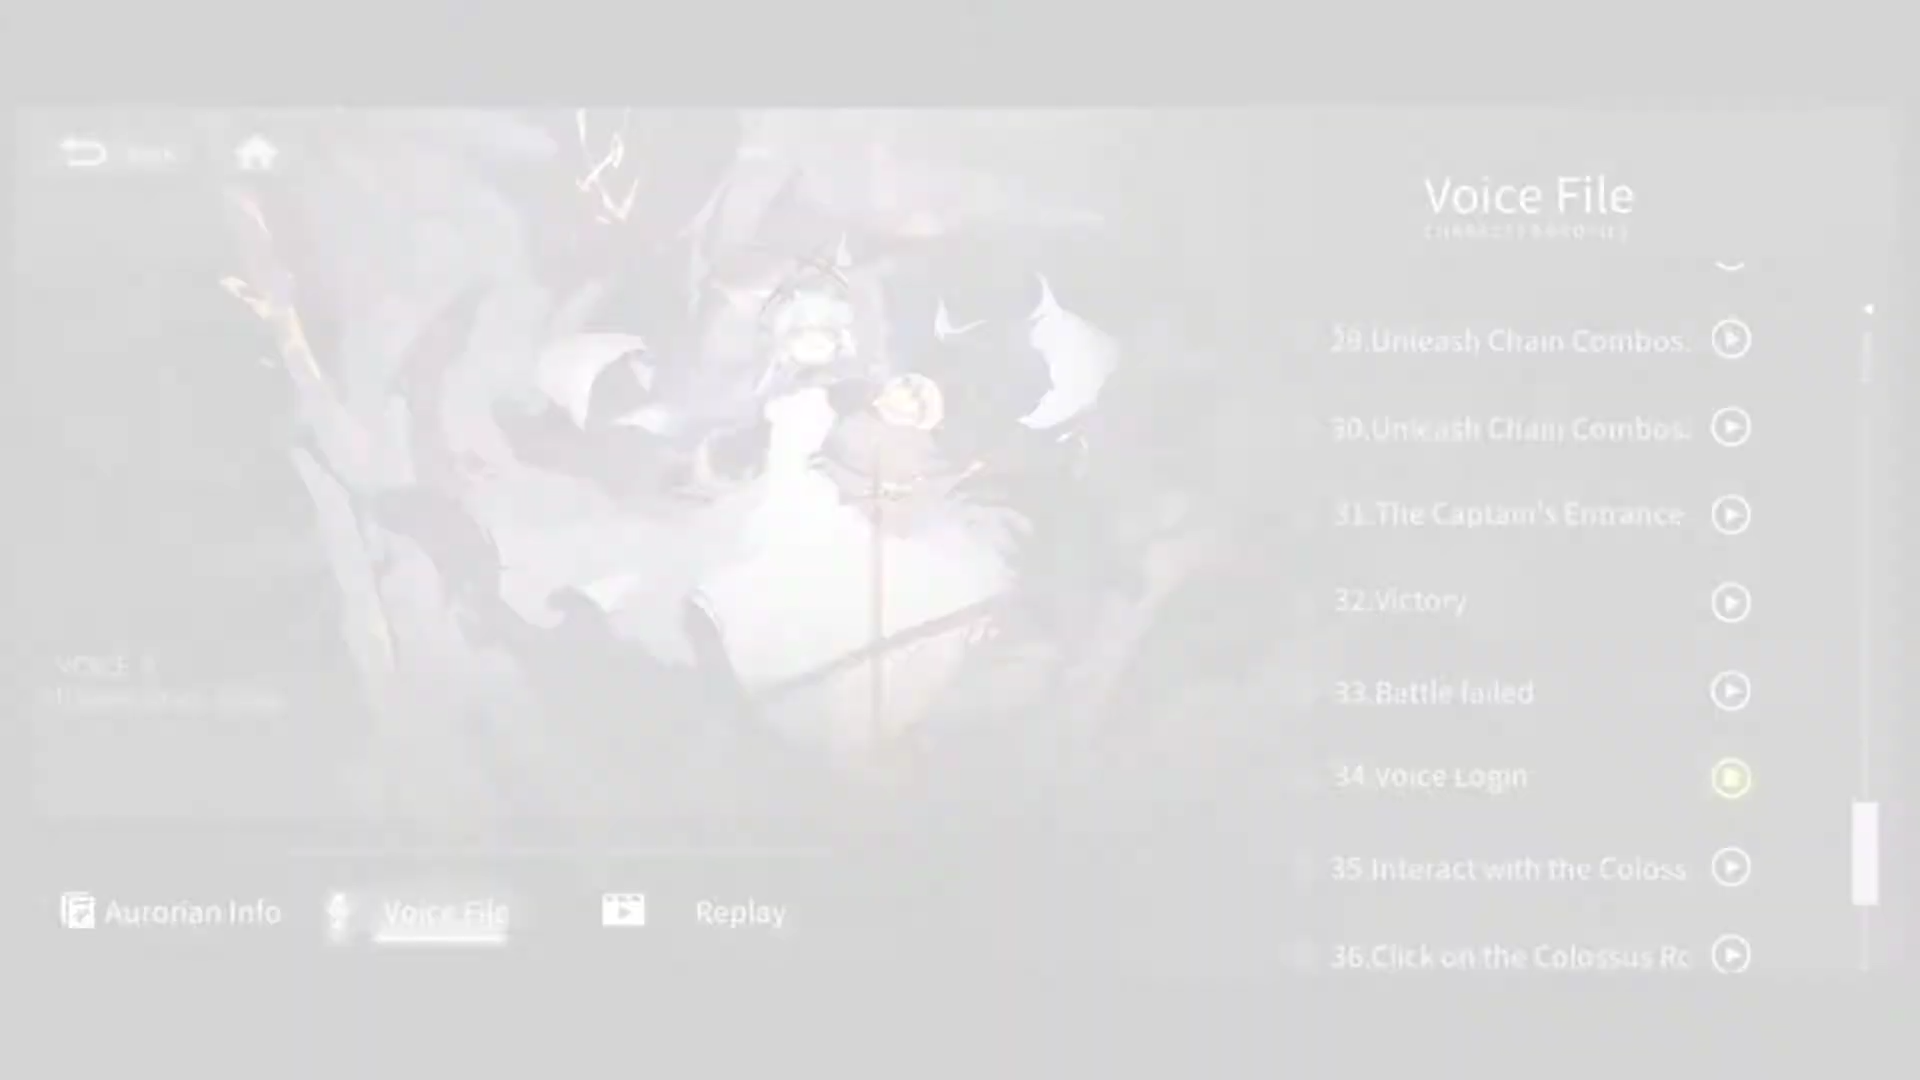 Back
Voice File
29.Unleash Chain Combos.
30.Unleash Chain Combos.
31.The Captain's Entrance
32.Victory
33.Battle failed
34.Voice Login
35.Interact with the Coloss
36.Click on the Colossus Ro
VOICE
Aurorian Info
Voice File
Replay